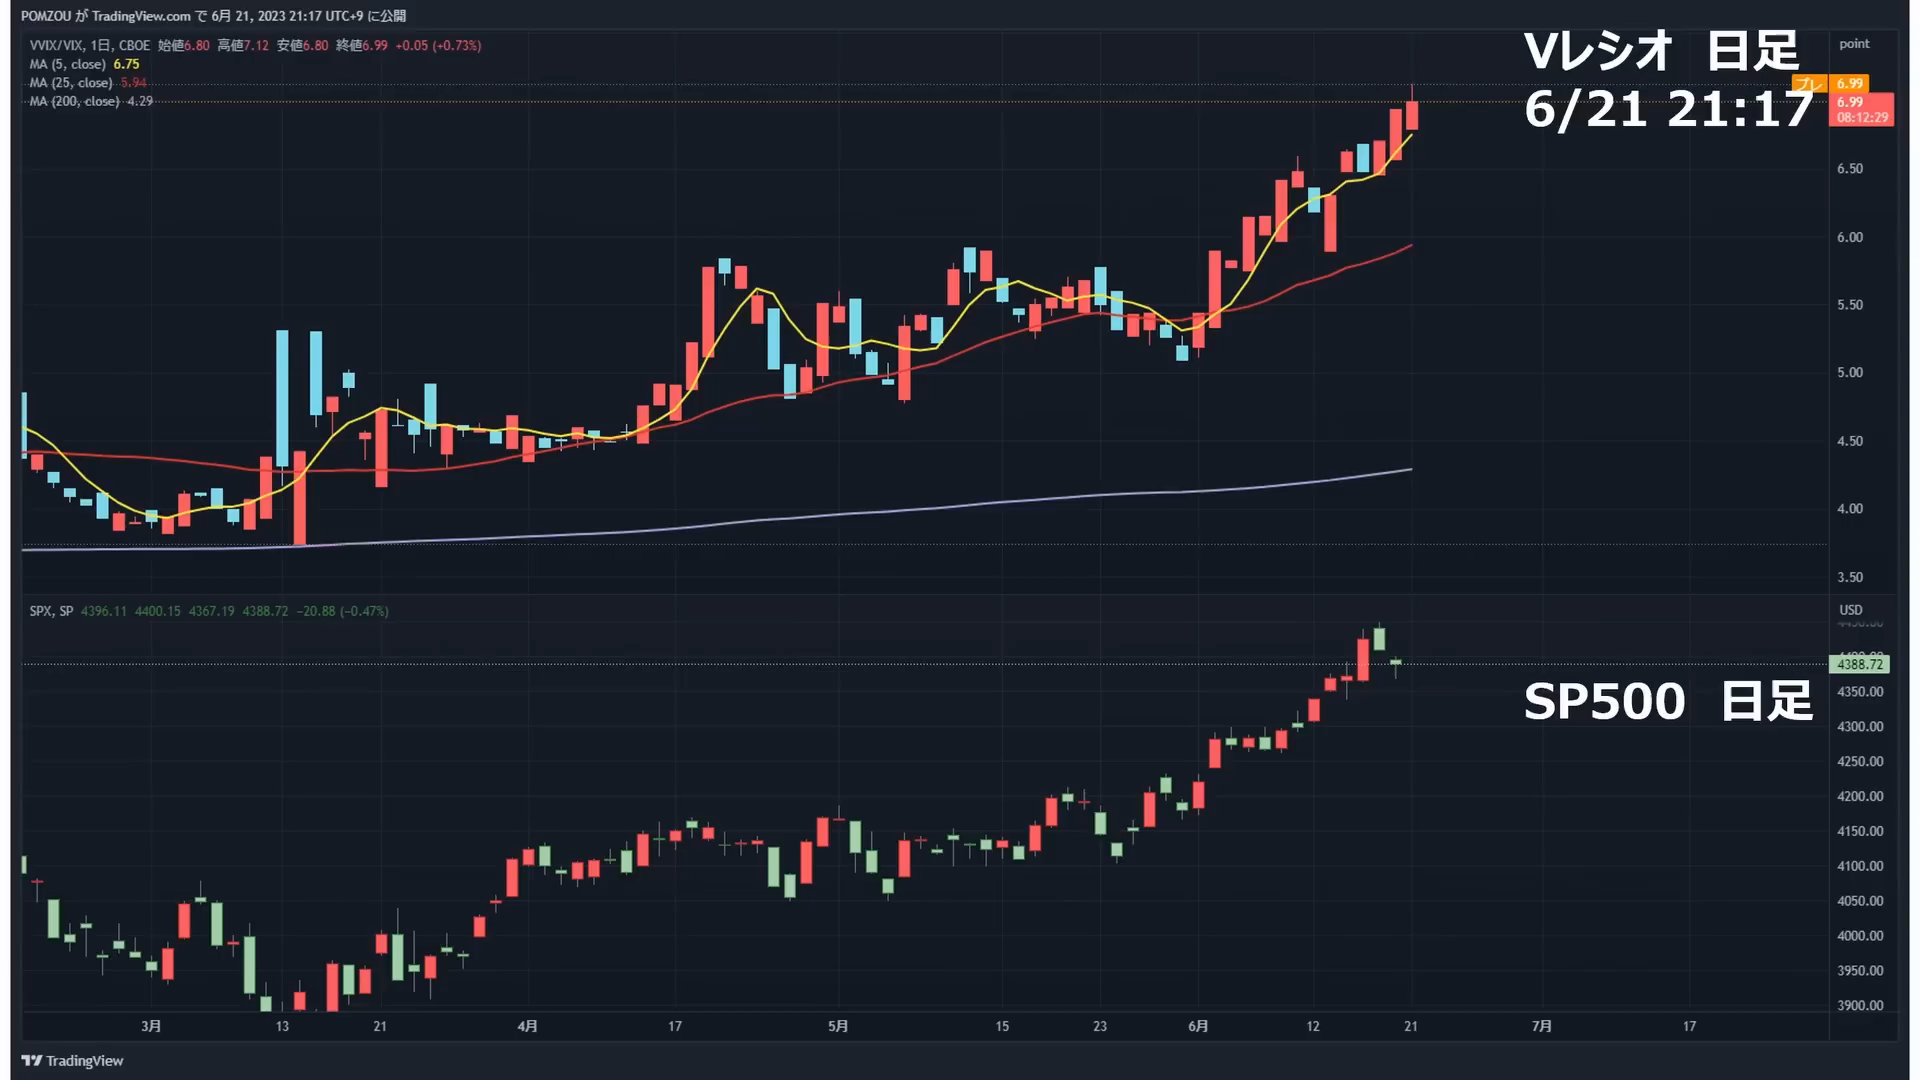 POMZOU が TradingView.com で 6月 21, 2023 21:17 UTC+9 に公開
VVIX/VIX, 1日, CBOE 始値6.80 高値7.12 安値6.80 終値6.99 +0.05 (+0.73%)
MA (5, close) 6.75
MA (25, close) 5.94
MA (200, close) 4.29
Vレシオ 日足
6/21 21:17
point
プレ 6.99
6.99
08:12:29
6.50
6.00
5.50
5.00
4.50
4.00
3.50
SPX, SP 4396.11 4400.15 4367.19 4388.72 −20.88 (−0.47%)
SP500 日足
USD
4450.00
4400.00
4388.72
4350.00
4300.00
4250.00
4200.00
4150.00
4100.00
4050.00
4000.00
3950.00
3900.00
3月 13 21 4月 17 5月 15 23 6月 12 21 7月 17
TradingView